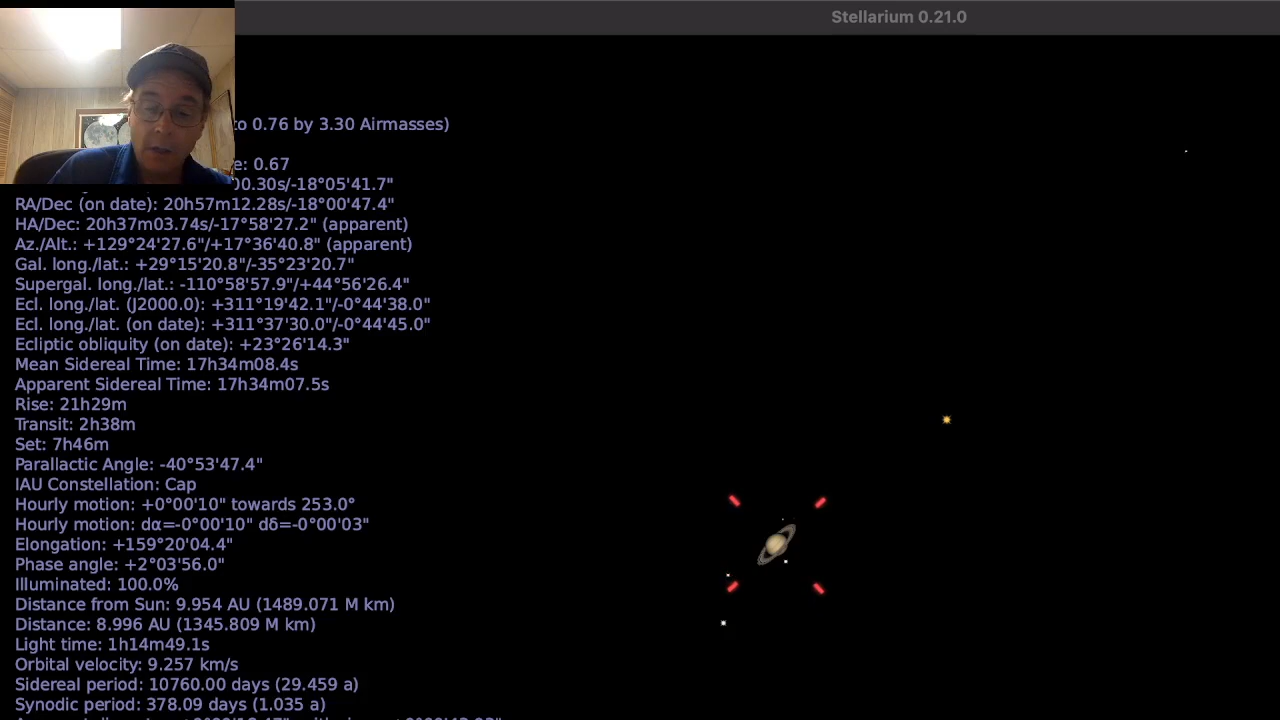 Stellarium 0.21.0
to 0.76 by 3.30 Airmasses)
e: 0.67
00.30s/-18°05'41.7"
RA/Dec (on date): 20h57m12.28s/-18°00'47.4"
HA/Dec: 20h37m03.74s/-17°58'27.2" (apparent)
Az./Alt.: +129°24'27.6"/+17°36'40.8" (apparent)
Gal. long./lat.: +29°15'20.8"/-35°23'20.7"
Supergal. long./lat.: -110°58'57.9"/+44°56'26.4"
Ecl. long./lat. (J2000.0): +311°19'42.1"/-0°44'38.0"
Ecl. long./lat. (on date): +311°37'30.0"/-0°44'45.0"
Ecliptic obliquity (on date): +23°26'14.3"
Mean Sidereal Time: 17h34m08.4s
Apparent Sidereal Time: 17h34m07.5s
Rise: 21h29m
Transit: 2h38m
Set: 7h46m
Parallactic Angle: -40°53'47.4"
IAU Constellation: Cap
Hourly motion: +0°00'10" towards 253.0°
Hourly motion: dα=-0°00'10" dδ=-0°00'03"
Elongation: +159°20'04.4"
Phase angle: +2°03'56.0"
Illuminated: 100.0%
Distance from Sun: 9.954 AU (1489.071 M km)
Distance: 8.996 AU (1345.809 M km)
Light time: 1h14m49.1s
Orbital velocity: 9.257 km/s
Sidereal period: 10760.00 days (29.459 a)
Synodic period: 378.09 days (1.035 a)